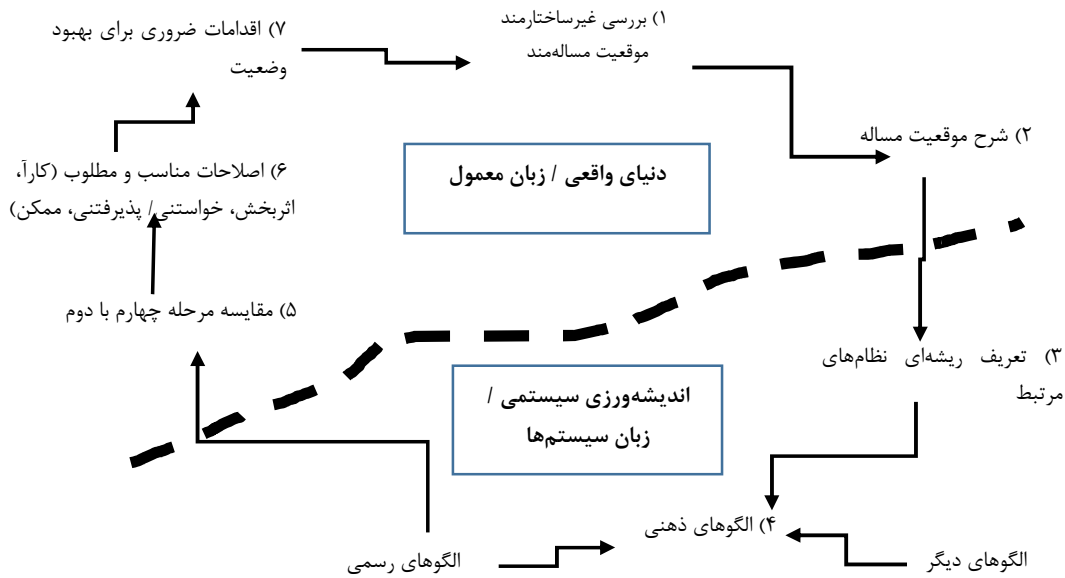 ۱) بررسی غیرساختارمند
موقعیت مساله‌مند
۲) شرح موقعیت مساله
۳) تعریف ریشه‌ای نظام‌های
مرتبط
۴) الگوهای ذهنی
الگوهای دیگر
الگوهای رسمی
۵) مقایسه مرحله چهارم با دوم
۶) اصلاحات مناسب و مطلوب (کارآ،
اثربخش، خواستنی/ پذیرفتنی، ممکن)
۷) اقدامات ضروری برای بهبود
وضعیت
دنیای واقعی / زبان معمول
اندیشه‌ورزی سیستمی /
زبان سیستم‌ها